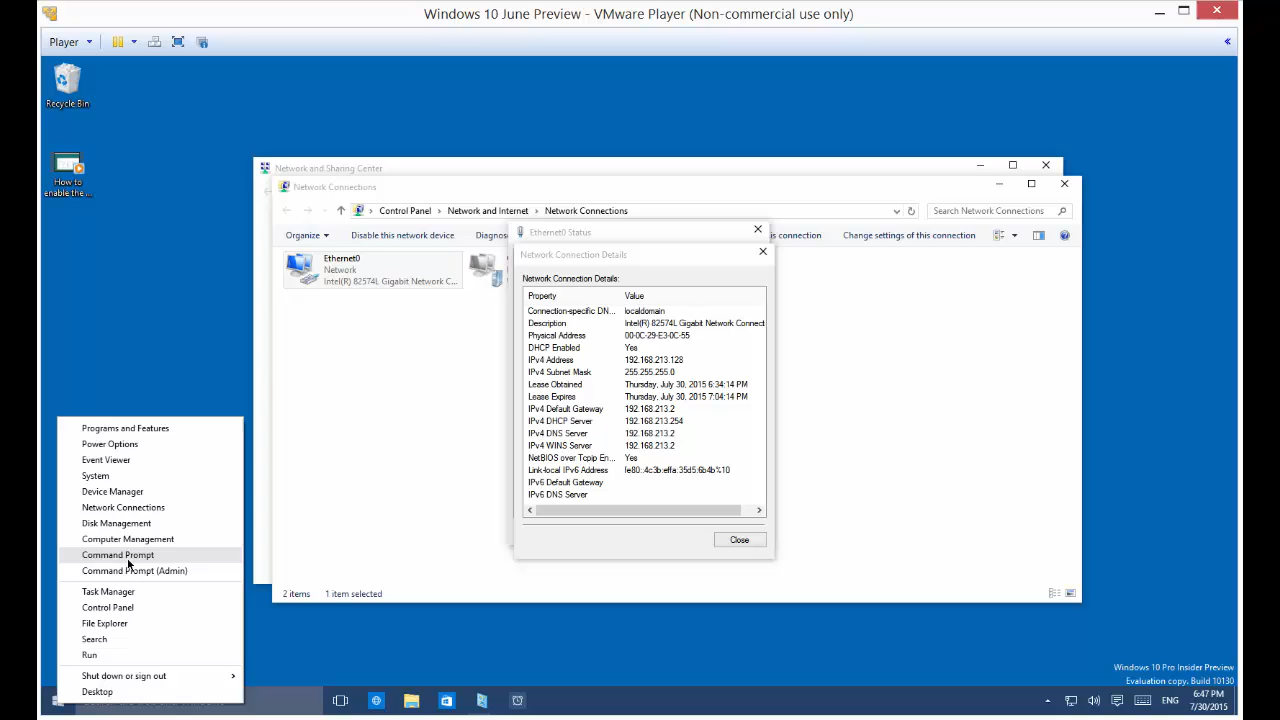 Windows 10 June Preview - VMware Player (Non-commercial use only)
Player
Recycle Bin
How to
enable the ...
Network and Sharing Center
Network Connections
Control Panel
Network and Internet
Network Connections
Search Network Connections
Organize
Disable this network device
Diagnos
is connection
Change settings of this connection
Ethernet0
Network
Intel(R) 82574L Gigabit Network C...
Ethernet0 Status
Network Connection Details
Network Connection Details:
Property Value
Connection-specific DN... localdomain
Description Intel(R) 82574L Gigabit Network Connect
Physical Address 00-0C-29-E3-0C-55
DHCP Enabled Yes
IPv4 Address 192.168.213.128
IPv4 Subnet Mask 255.255.255.0
Lease Obtained Thursday, July 30, 2015 6:34:14 PM
Lease Expires Thursday, July 30, 2015 7:04:14 PM
IPv4 Default Gateway 192.168.213.2
IPv4 DHCP Server 192.168.213.254
IPv4 DNS Server 192.168.213.2
IPv4 WINS Server 192.168.213.2
NetBIOS over Tcpip En... Yes
Link-local IPv6 Address fe80::4c3b:effa:35d5:6b4b%10
IPv6 Default Gateway
IPv6 DNS Server
Close
2 items 1 item selected
Programs and Features
Power Options
Event Viewer
System
Device Manager
Network Connections
Disk Management
Computer Management
Command Prompt
Command Prompt (Admin)
Task Manager
Control Panel
File Explorer
Search
Run
Shut down or sign out
Desktop
Windows 10 Pro Insider Preview
Evaluation copy. Build 10130
ENG
6:47 PM
7/30/2015